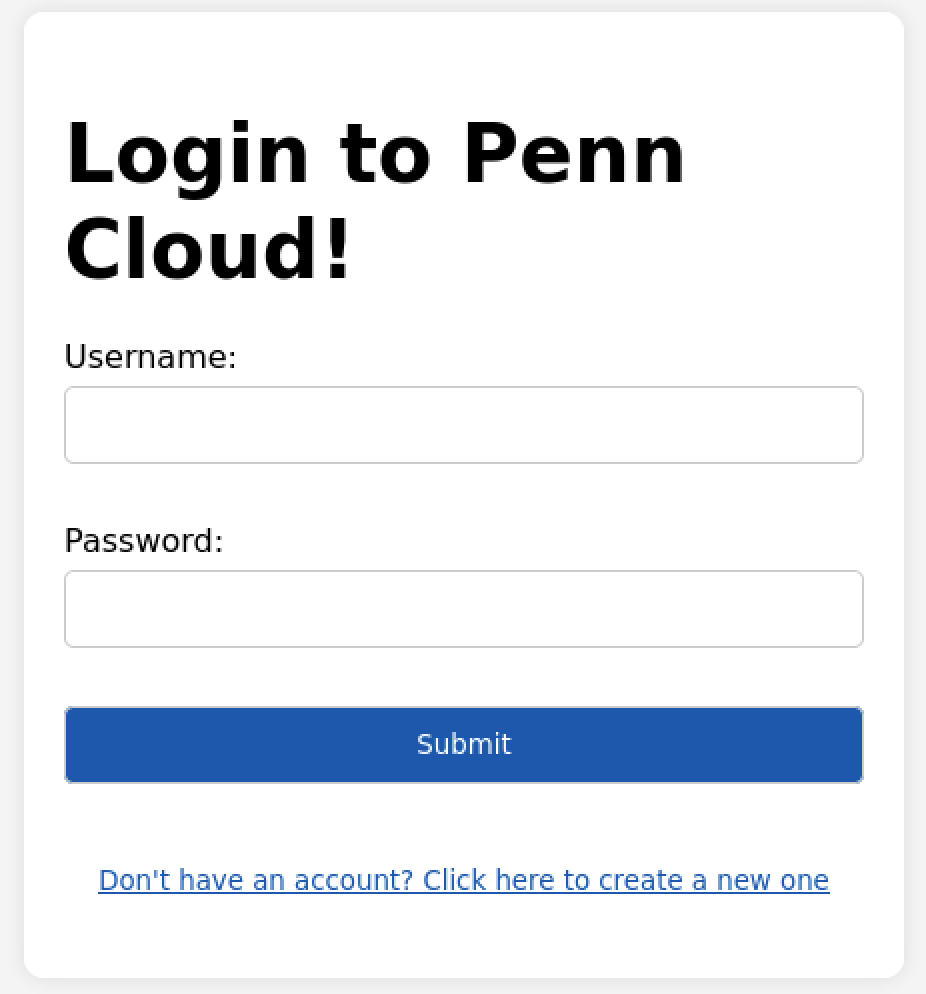 Login to Penn
Cloud!
Username:
Password:
Submit
Don't have an account? Click here to create a new one